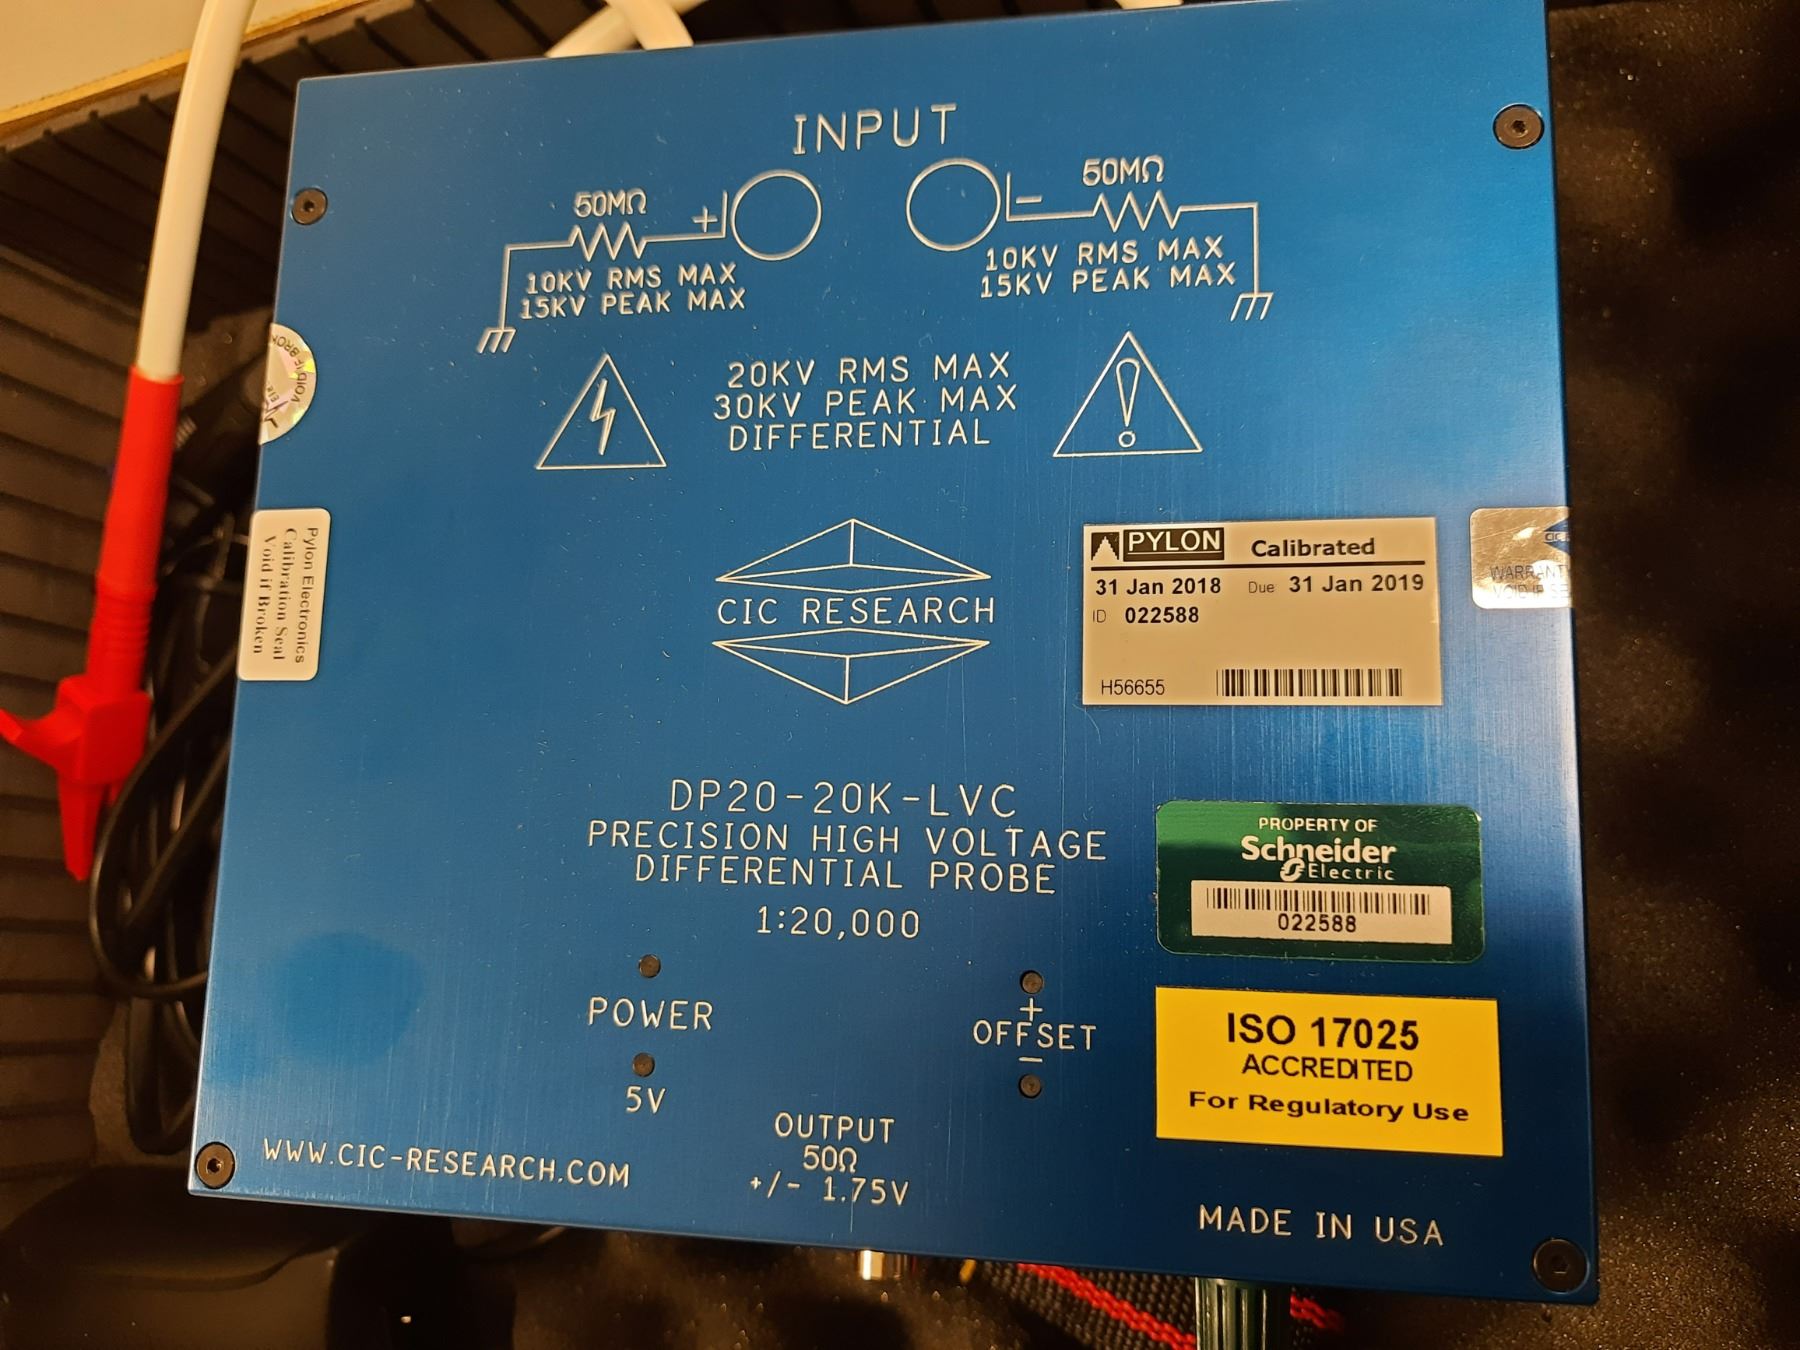 INPUT
50MΩ
+
10KV RMS MAX
15KV PEAK MAX
50MΩ
-
10KV RMS MAX
15KV PEAK MAX
20KV RMS MAX
30KV PEAK MAX
DIFFERENTIAL
Pylon Electronics
Calibration Seal
Void if Broken
CIC RESEARCH
PYLON Calibrated
31 Jan 2018 Due 31 Jan 2019
ID 022588
H56655
DP20-20K-LVC
PRECISION HIGH VOLTAGE
DIFFERENTIAL PROBE
1:20,000
PROPERTY OF
Schneider
Electric
022588
POWER
5V
+
OFFSET
-
ISO 17025
ACCREDITED
For Regulatory Use
OUTPUT
50Ω
+/- 1.75V
WWW.CIC-RESEARCH.COM
MADE IN USA